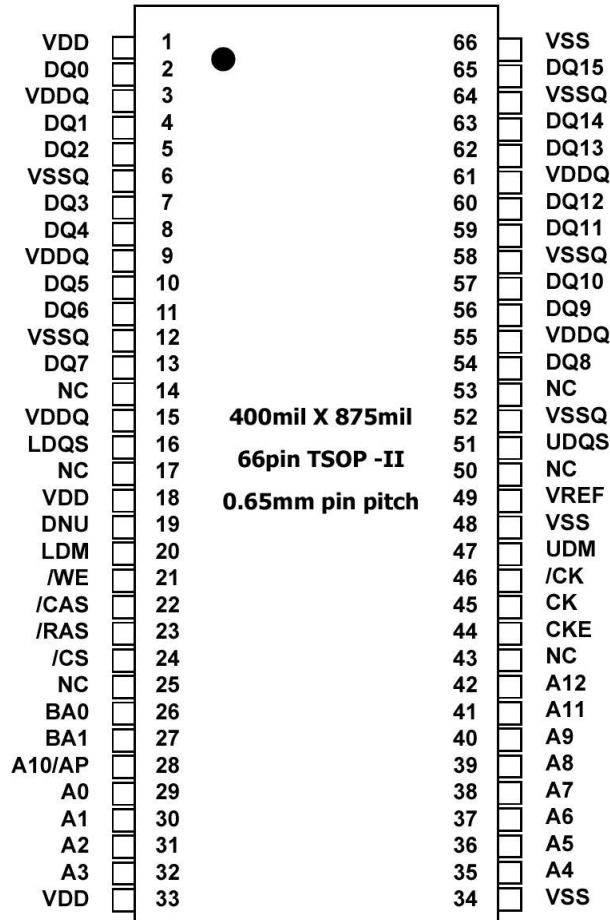 VDD 1 66 VSS
DQ0 2 65 DQ15
VDDQ 3 64 VSSQ
DQ1 4 63 DQ14
DQ2 5 62 DQ13
VSSQ 6 61 VDDQ
DQ3 7 60 DQ12
DQ4 8 59 DQ11
VDDQ 9 58 VSSQ
DQ5 10 57 DQ10
DQ6 11 56 DQ9
VSSQ 12 55 VDDQ
DQ7 13 54 DQ8
NC 14 53 NC
VDDQ 15 400mil X 875mil 52 VSSQ
LDQS 16 51 UDQS
NC 17 66pin TSOP -II 50 NC
VDD 18 0.65mm pin pitch 49 VREF
DNU 19 48 VSS
LDM 20 47 UDM
/WE 21 46 /CK
/CAS 22 45 CK
/RAS 23 44 CKE
/CS 24 43 NC
NC 25 42 A12
BA0 26 41 A11
BA1 27 40 A9
A10/AP 28 39 A8
A0 29 38 A7
A1 30 37 A6
A2 31 36 A5
A3 32 35 A4
VDD 33 34 VSS